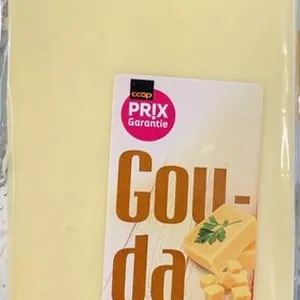 coop
PRIX
Garantie
Gou-
da